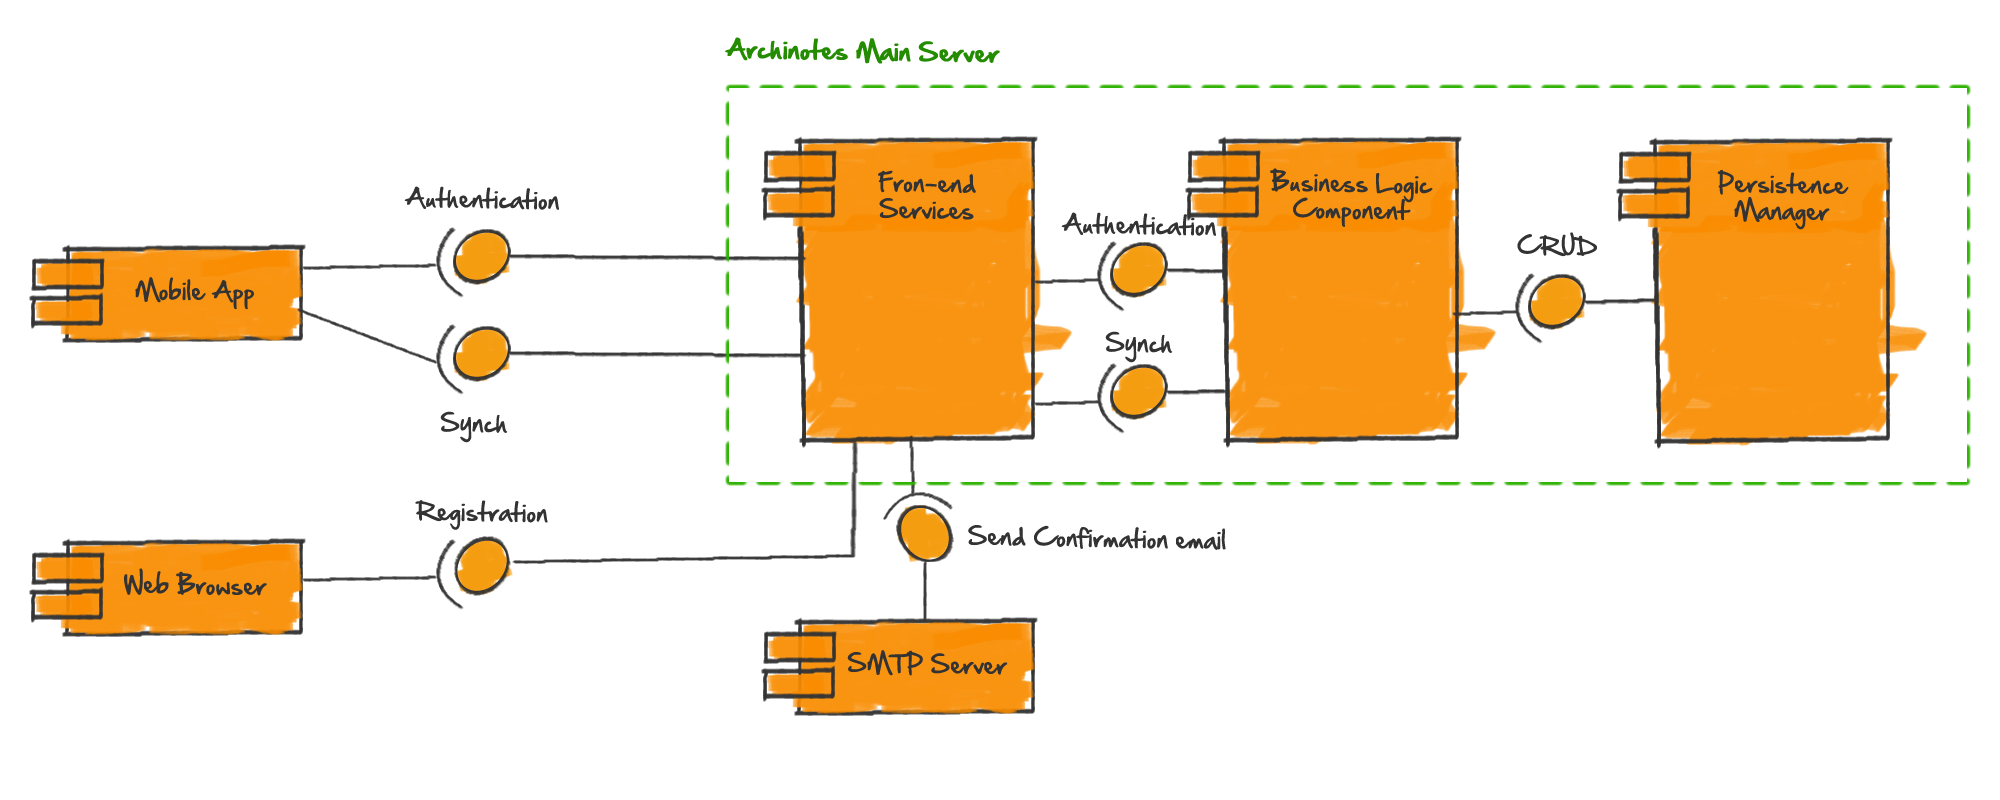 Archinotes Main Server
Fron-end
Services
Business Logic
Component
Persistence
Manager
Authentication
Authentication
CRUD
Mobile App
Synch
Synch
Registration
Send Confirmation email
Web Browser
SMTP Server